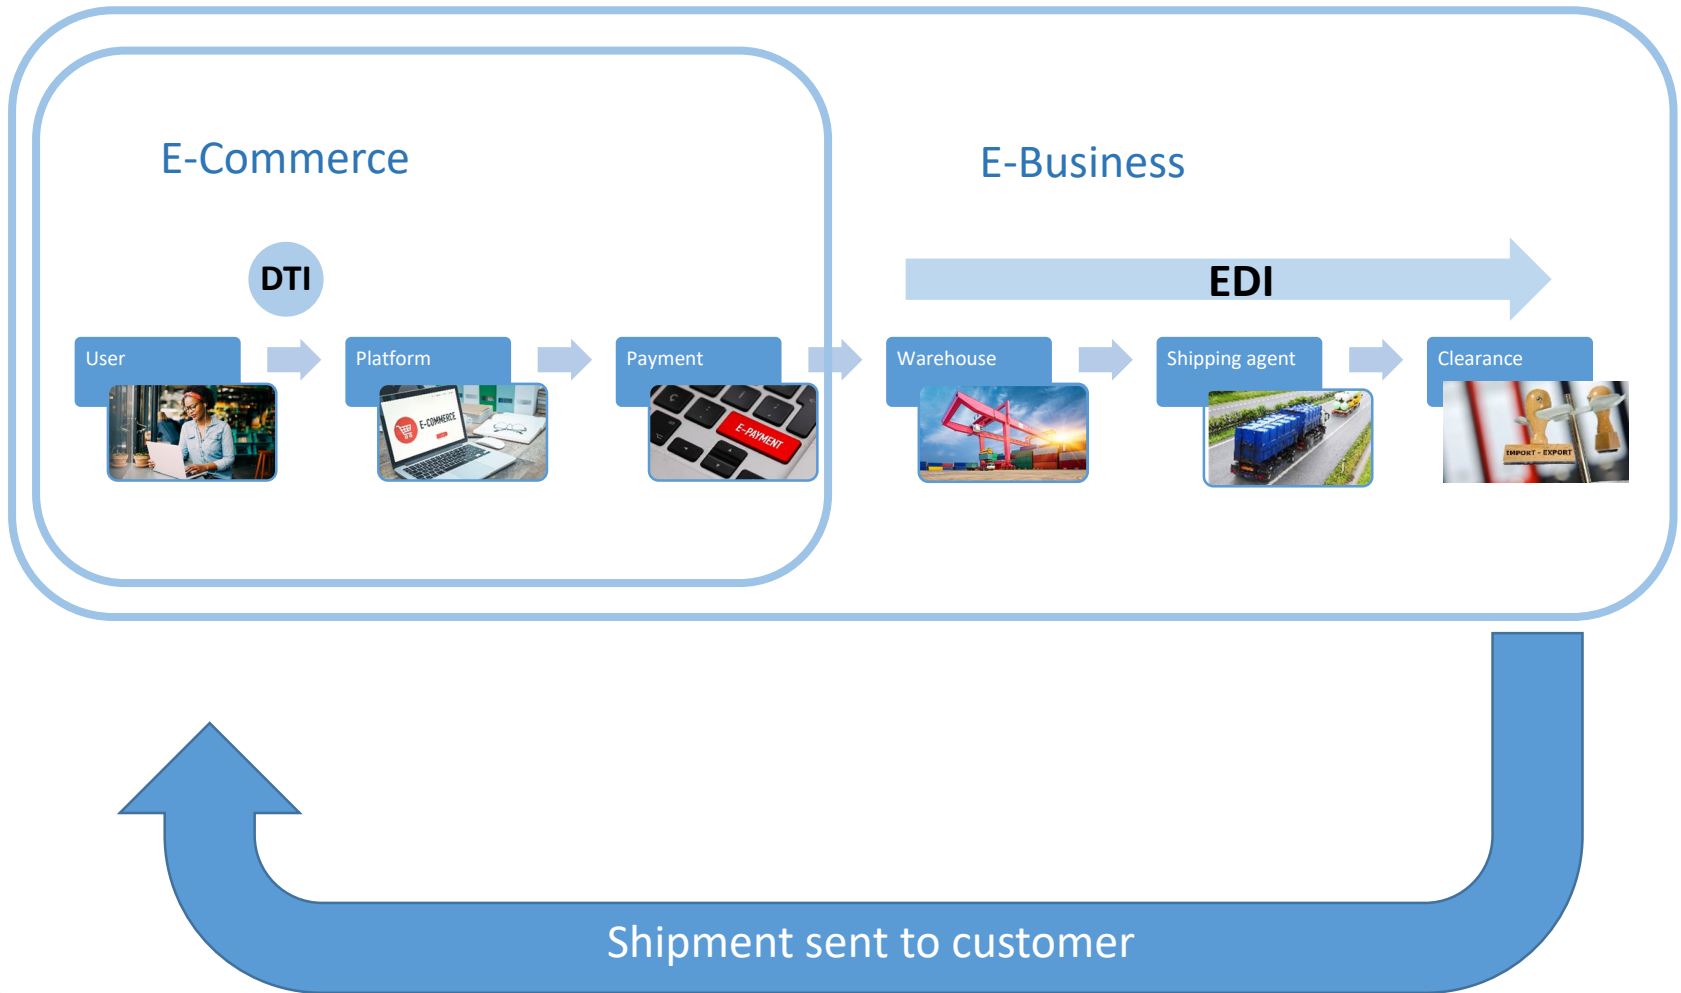 E-Commerce
E-Business
DTI
EDI
User
Platform
Payment
Warehouse
Shipping agent
Clearance
E-COMMERCE
E-PAYMENT
IMPORT - EXPORT
Shipment sent to customer